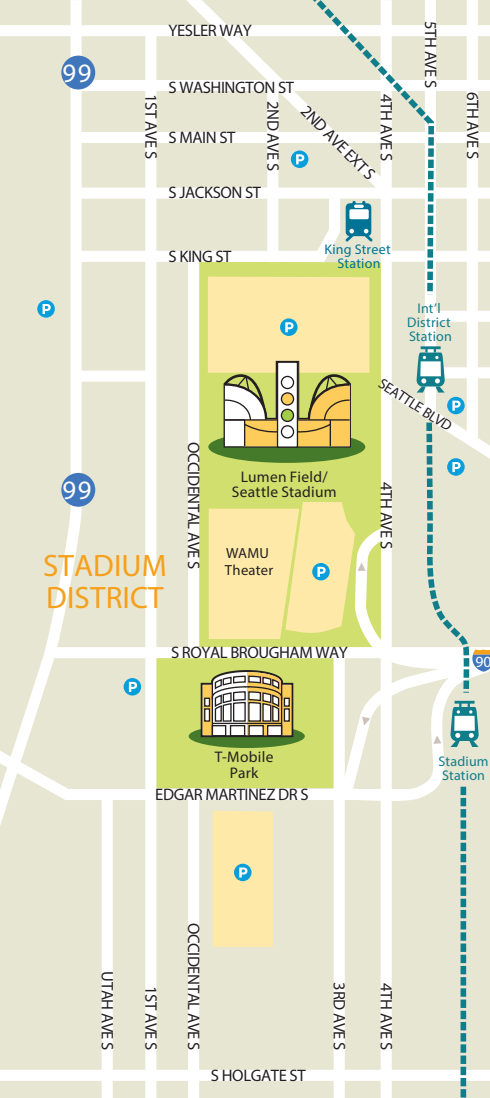 YESLER WAY
5TH AVE S
99
S WASHINGTON ST
1ST AVE S
2ND AVE S
2ND AVE EXT S
4TH AVE S
6TH AVE S
S MAIN ST
P
S JACKSON ST
King Street
Station
S KING ST
P
P
Int'l
District
Station
SEATTLE BLVD
P
P
Lumen Field/
Seattle Stadium
99
OCCIDENTAL AVE S
4TH AVE S
STADIUM
DISTRICT
WAMU
Theater
P
S ROYAL BROUGHAM WAY
90
P
T-Mobile
Park
Stadium
Station
EDGAR MARTINEZ DR S
P
UTAH AVE S
1ST AVE S
OCCIDENTAL AVE S
3RD AVE S
4TH AVE S
S HOLGATE ST